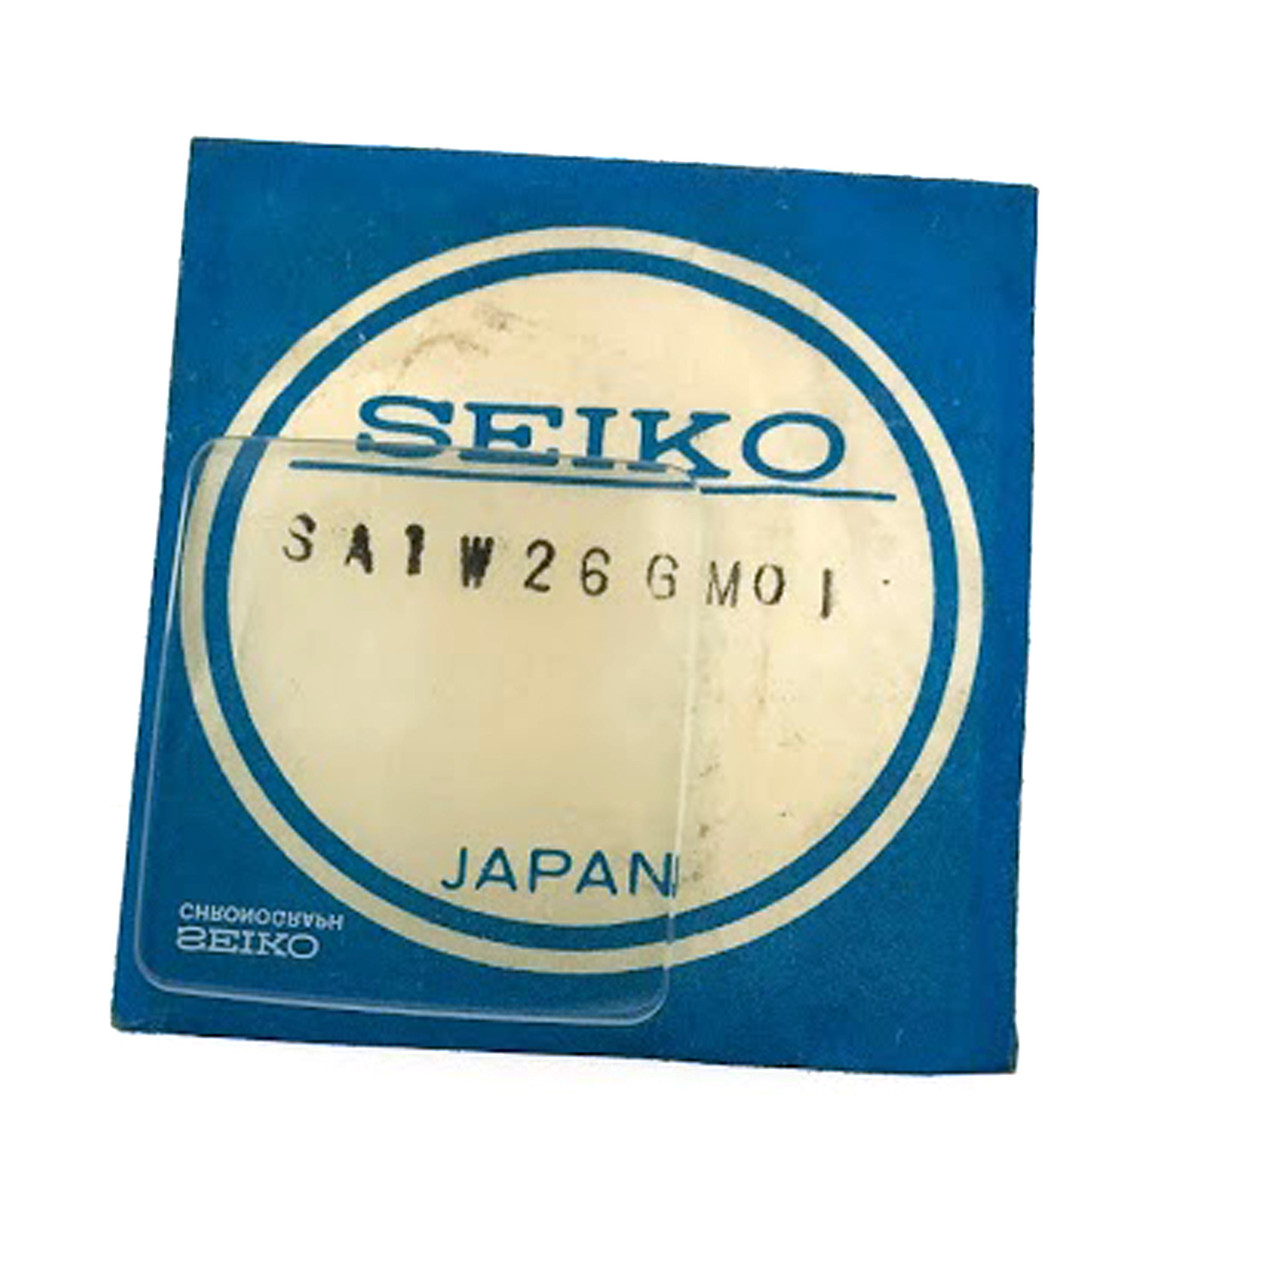 SEIKO
SA1W26GM01
JAPAN
CHRONOGRAPH
SEIKO